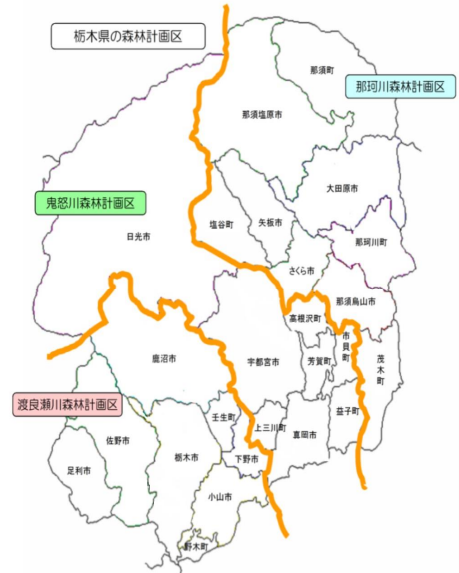 栃木県の森林計画区
那須町
那珂川森林計画区
那須塩原市
大田原市
鬼怒川森林計画区
日光市
塩谷町
矢板市
那珂川町
さくら市
那須烏山市
高根沢町
市貝町
茂木町
鹿沼市
宇都宮市
芳賀町
渡良瀬川森林計画区
壬生町
上三川町
真岡市
益子町
佐野市
足利市
栃木市
下野市
小山市
野木町